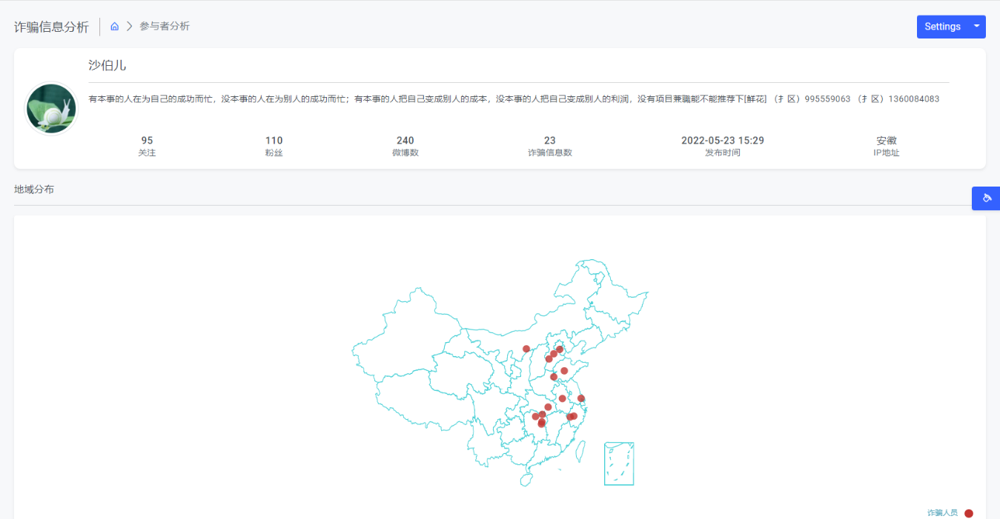 诈骗信息分析
参与者分析
Settings
沙伯儿
有本事的人在为自己的成功而忙，没本事的人在为别人的成功而忙；有本事的人把自己变成别人的成本，没本事的人把自己变成别人的利润，没有项目兼職能不能推荐下[鲜花] （扌区）995559063 （扌区）1360084083
95 110 240 23 2022-05-23 15:29 安徽
关注 粉丝 微博数 诈骗信息数 发布时间 IP地址
地域分布
诈骗人员